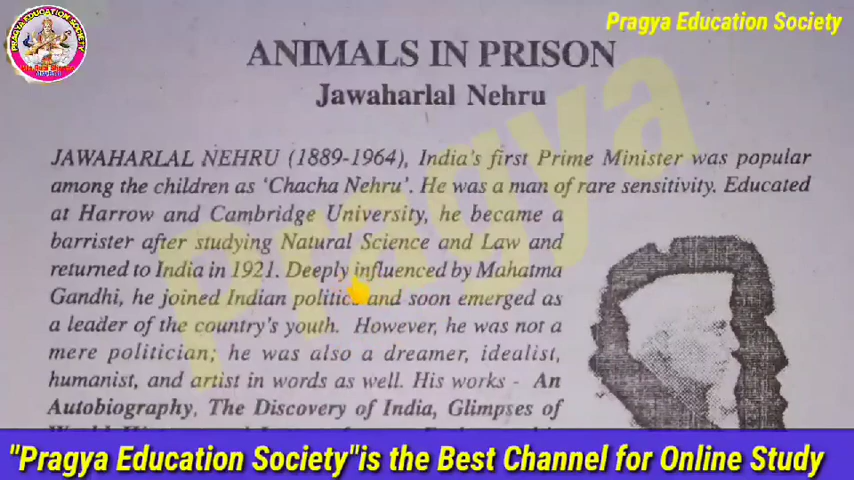 PRAGYA EDUCATION SOCIETY
Pragya Education Society
ANIMALS IN PRISON
Jawaharlal Nehru
JAWAHARLAL NEHRU (1889-1964), India's first Prime Minister was popular
among the children as 'Chacha Nehru'. He was a man of rare sensitivity. Educated
at Harrow and Cambridge University, he became a
barrister after studying Natural Science and Law and
returned to India in 1921. Deeply influenced by Mahatma
Gandhi, he joined Indian politics and soon emerged as
a leader of the country's youth. However, he was not a
mere politician; he was also a dreamer, idealist,
humanist, and artist in words as well. His works - An
Autobiography, The Discovery of India, Glimpses of
Pragya
"Pragya Education Society"is the Best Channel for Online Study